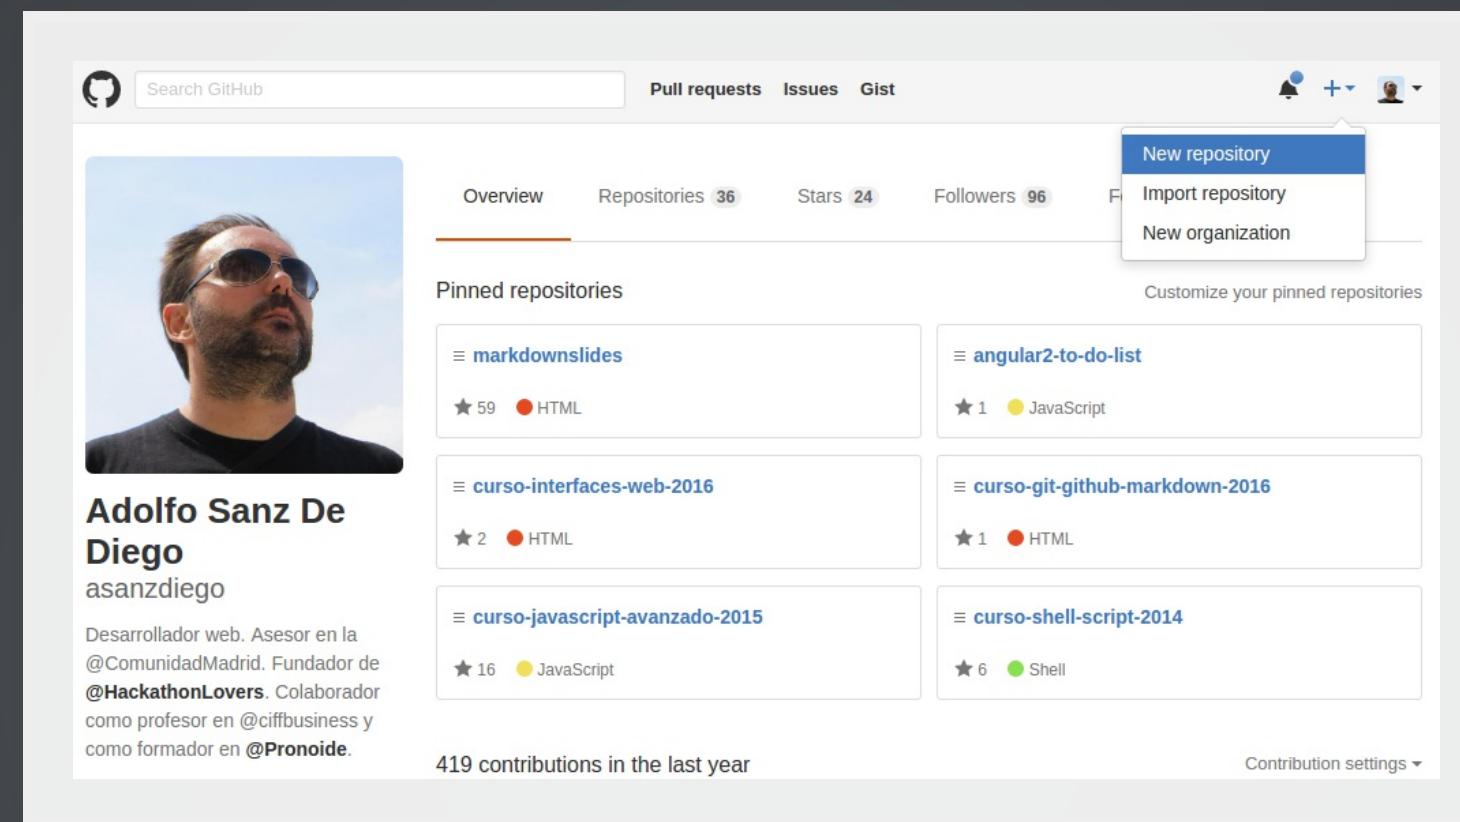 Search GitHub
Pull requests Issues Gist
New repository
Import repository
New organization
Overview Repositories 36 Stars 24 Followers 96
Pinned repositories
Customize your pinned repositories
markdownslides
59 HTML
angular2-to-do-list
1 JavaScript
curso-interfaces-web-2016
2 HTML
curso-git-github-markdown-2016
1 HTML
curso-javascript-avanzado-2015
16 JavaScript
curso-shell-script-2014
6 Shell
419 contributions in the last year
Contribution settings
Adolfo Sanz De
Diego
asanzdiego
Desarrollador web. Asesor en la
@ComunidadMadrid. Fundador de
@HackathonLovers. Colaborador
como profesor en @ciffbusiness y
como formador en @Pronoide.